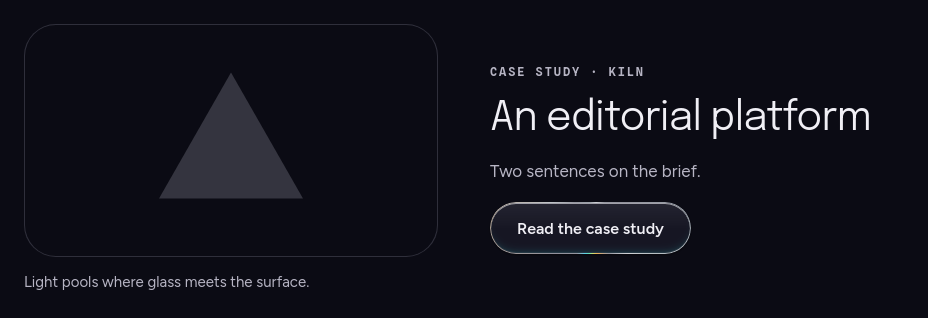 CASE STUDY · KILN
An editorial platform
Two sentences on the brief.
Read the case study
Light pools where glass meets the surface.